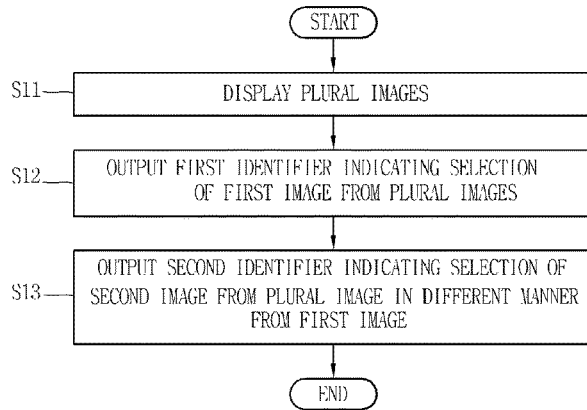 START
S11
DISPLAY PLURAL IMAGES
S12
OUTPUT FIRST IDENTIFIER INDICATING SELECTION
OF FIRST IMAGE FROM PLURAL IMAGES
S13
OUTPUT SECOND IDENTIFIER INDICATING SELECTION OF
SECOND IMAGE FROM PLURAL IMAGE IN DIFFERENT MANNER
FROM FIRST IMAGE
END